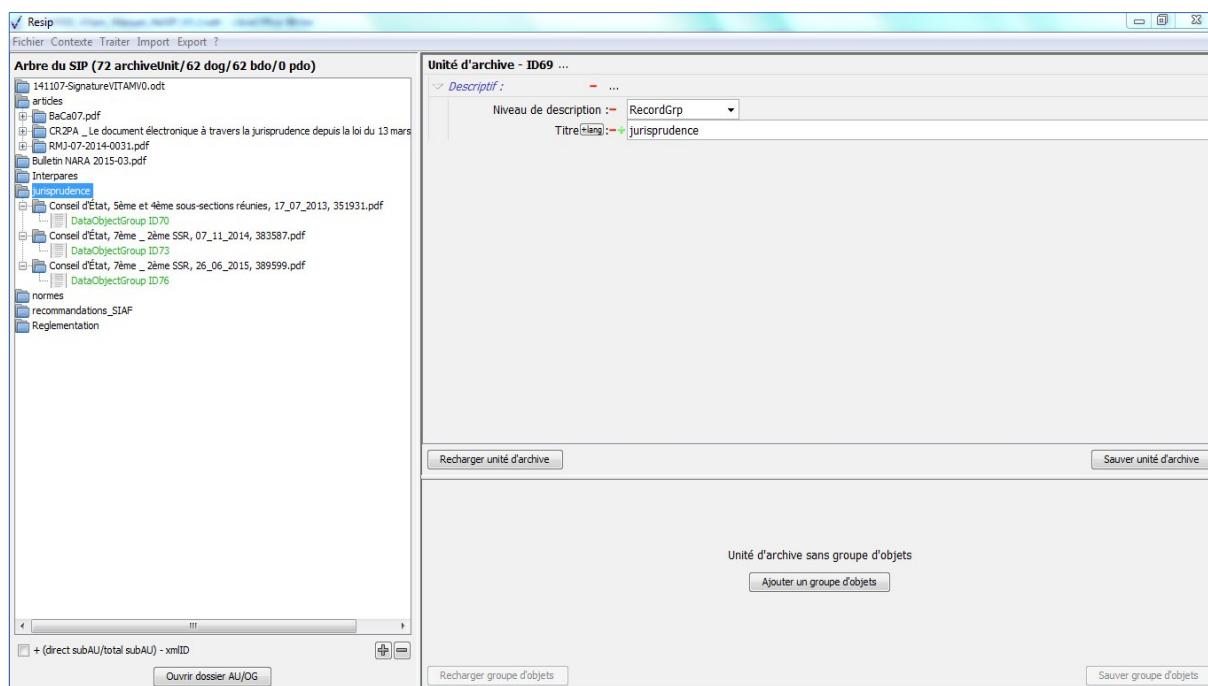 Resip
Fichier Contexte Traiter Import Export ?
Arbre du SIP (72 archiveUnit/62 dog/62 bdo/0 pdo)
141107-SignatureVITAMV0.odt
articles
BaCa07.pdf
CR2PA _ Le document électronique à travers la jurisprudence depuis la loi du 13 mars
RMJ-07-2014-0031.pdf
Bulletin NARA 2015-03.pdf
Interpares
jurisprudence
Conseil d'État, 5ème et 4ème sous-sections réunies, 17_07_2013, 351931.pdf
DataObjectGroup ID70
Conseil d'État, 7ème _ 2ème SSR, 07_11_2014, 383587.pdf
DataObjectGroup ID73
Conseil d'État, 7ème _ 2ème SSR, 26_06_2015, 389599.pdf
DataObjectGroup ID76
normes
recommandations_SIAF
Reglementation
+ (direct subAU/total subAU) - xmlID
Ouvrir dossier AU/OG
Unité d'archive - ID69 ...
Descriptif : − ...
Niveau de description :− RecordGrp
Titre +lang :−+ jurisprudence
Recharger unité d'archive
Sauver unité d'archive
Unité d'archive sans groupe d'objets
Ajouter un groupe d'objets
Recharger groupe d'objets
Sauver groupe d'objets